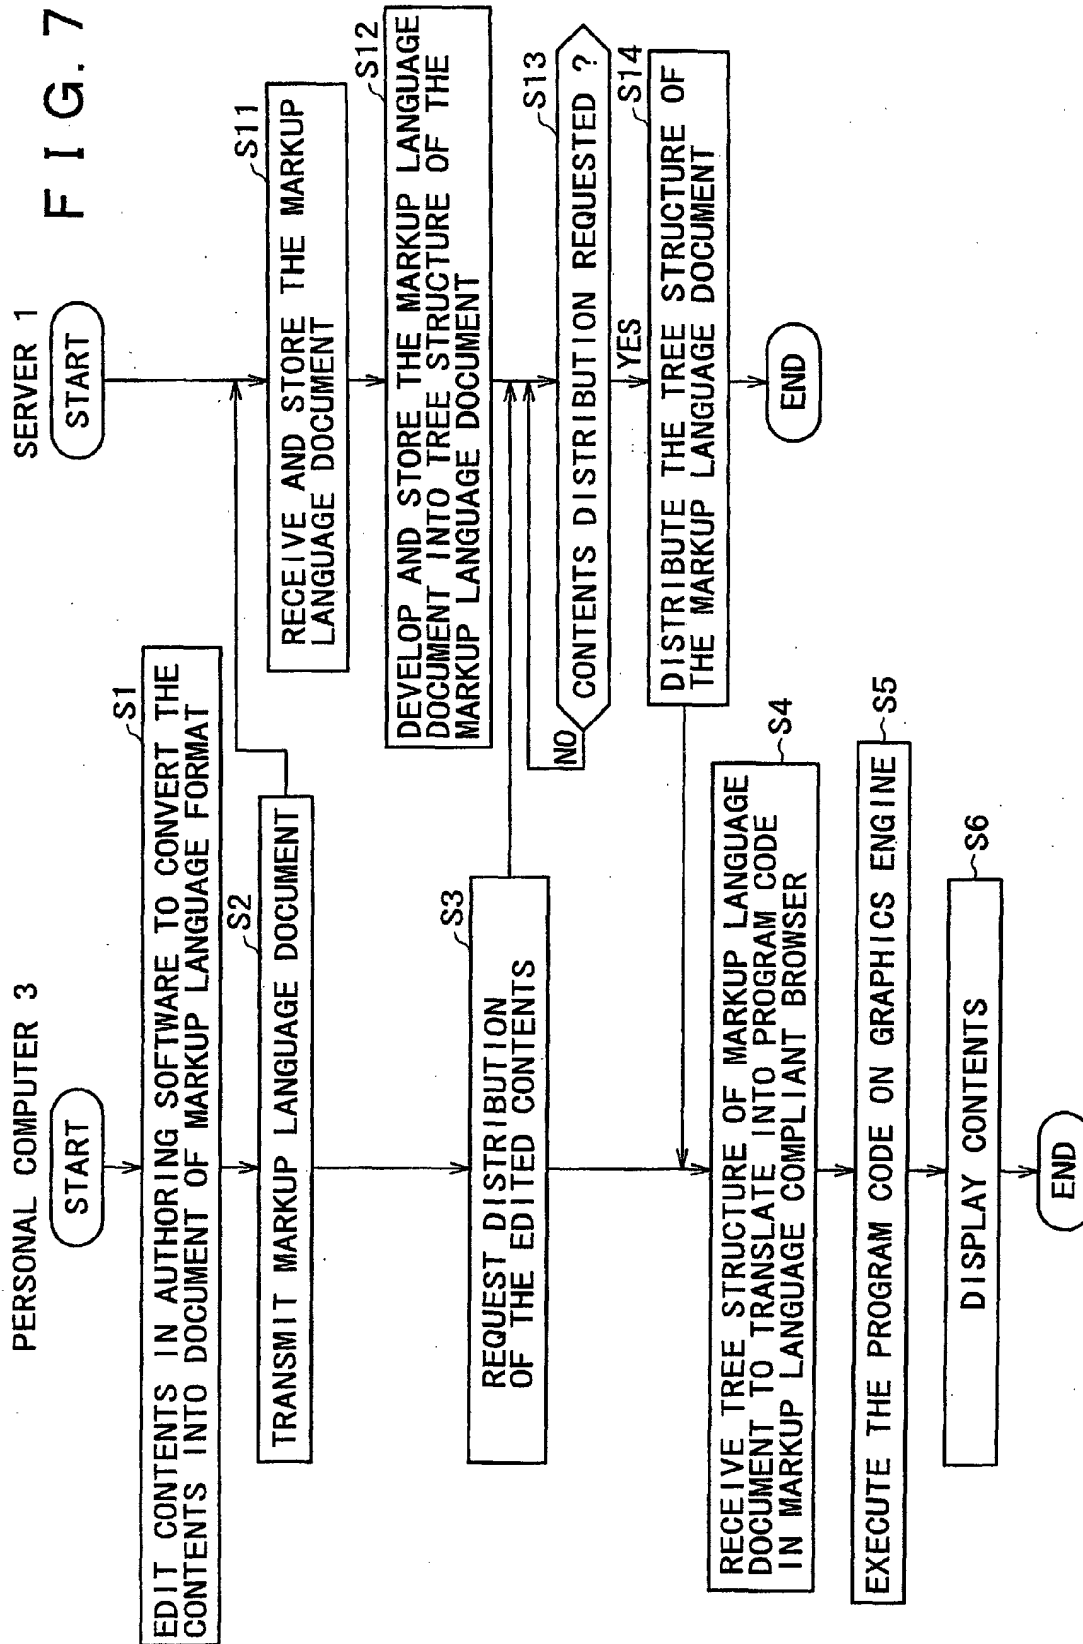 F I G. 7
PERSONAL COMPUTER 3
START
EDIT CONTENTS IN AUTHORING SOFTWARE TO CONVERT THE
CONTENTS INTO DOCUMENT OF MARKUP LANGUAGE FORMAT
S1
TRANSMIT MARKUP LANGUAGE DOCUMENT
S2
REQUEST DISTRIBUTION
OF THE EDITED CONTENTS
S3
RECEIVE TREE STRUCTURE OF MARKUP LANGUAGE
DOCUMENT TO TRANSLATE INTO PROGRAM CODE
IN MARKUP LANGUAGE COMPLIANT BROWSER
S4
EXECUTE THE PROGRAM CODE ON GRAPHICS ENGINE
S5
DISPLAY CONTENTS
S6
END
SERVER 1
START
RECEIVE AND STORE THE MARKUP
LANGUAGE DOCUMENT
S11
DEVELOP AND STORE THE MARKUP LANGUAGE
DOCUMENT INTO TREE STRUCTURE OF THE
MARKUP LANGUAGE DOCUMENT
S12
CONTENTS DISTRIBUTION REQUESTED ?
S13
NO
YES
DISTRIBUTE THE TREE STRUCTURE OF
THE MARKUP LANGUAGE DOCUMENT
S14
END